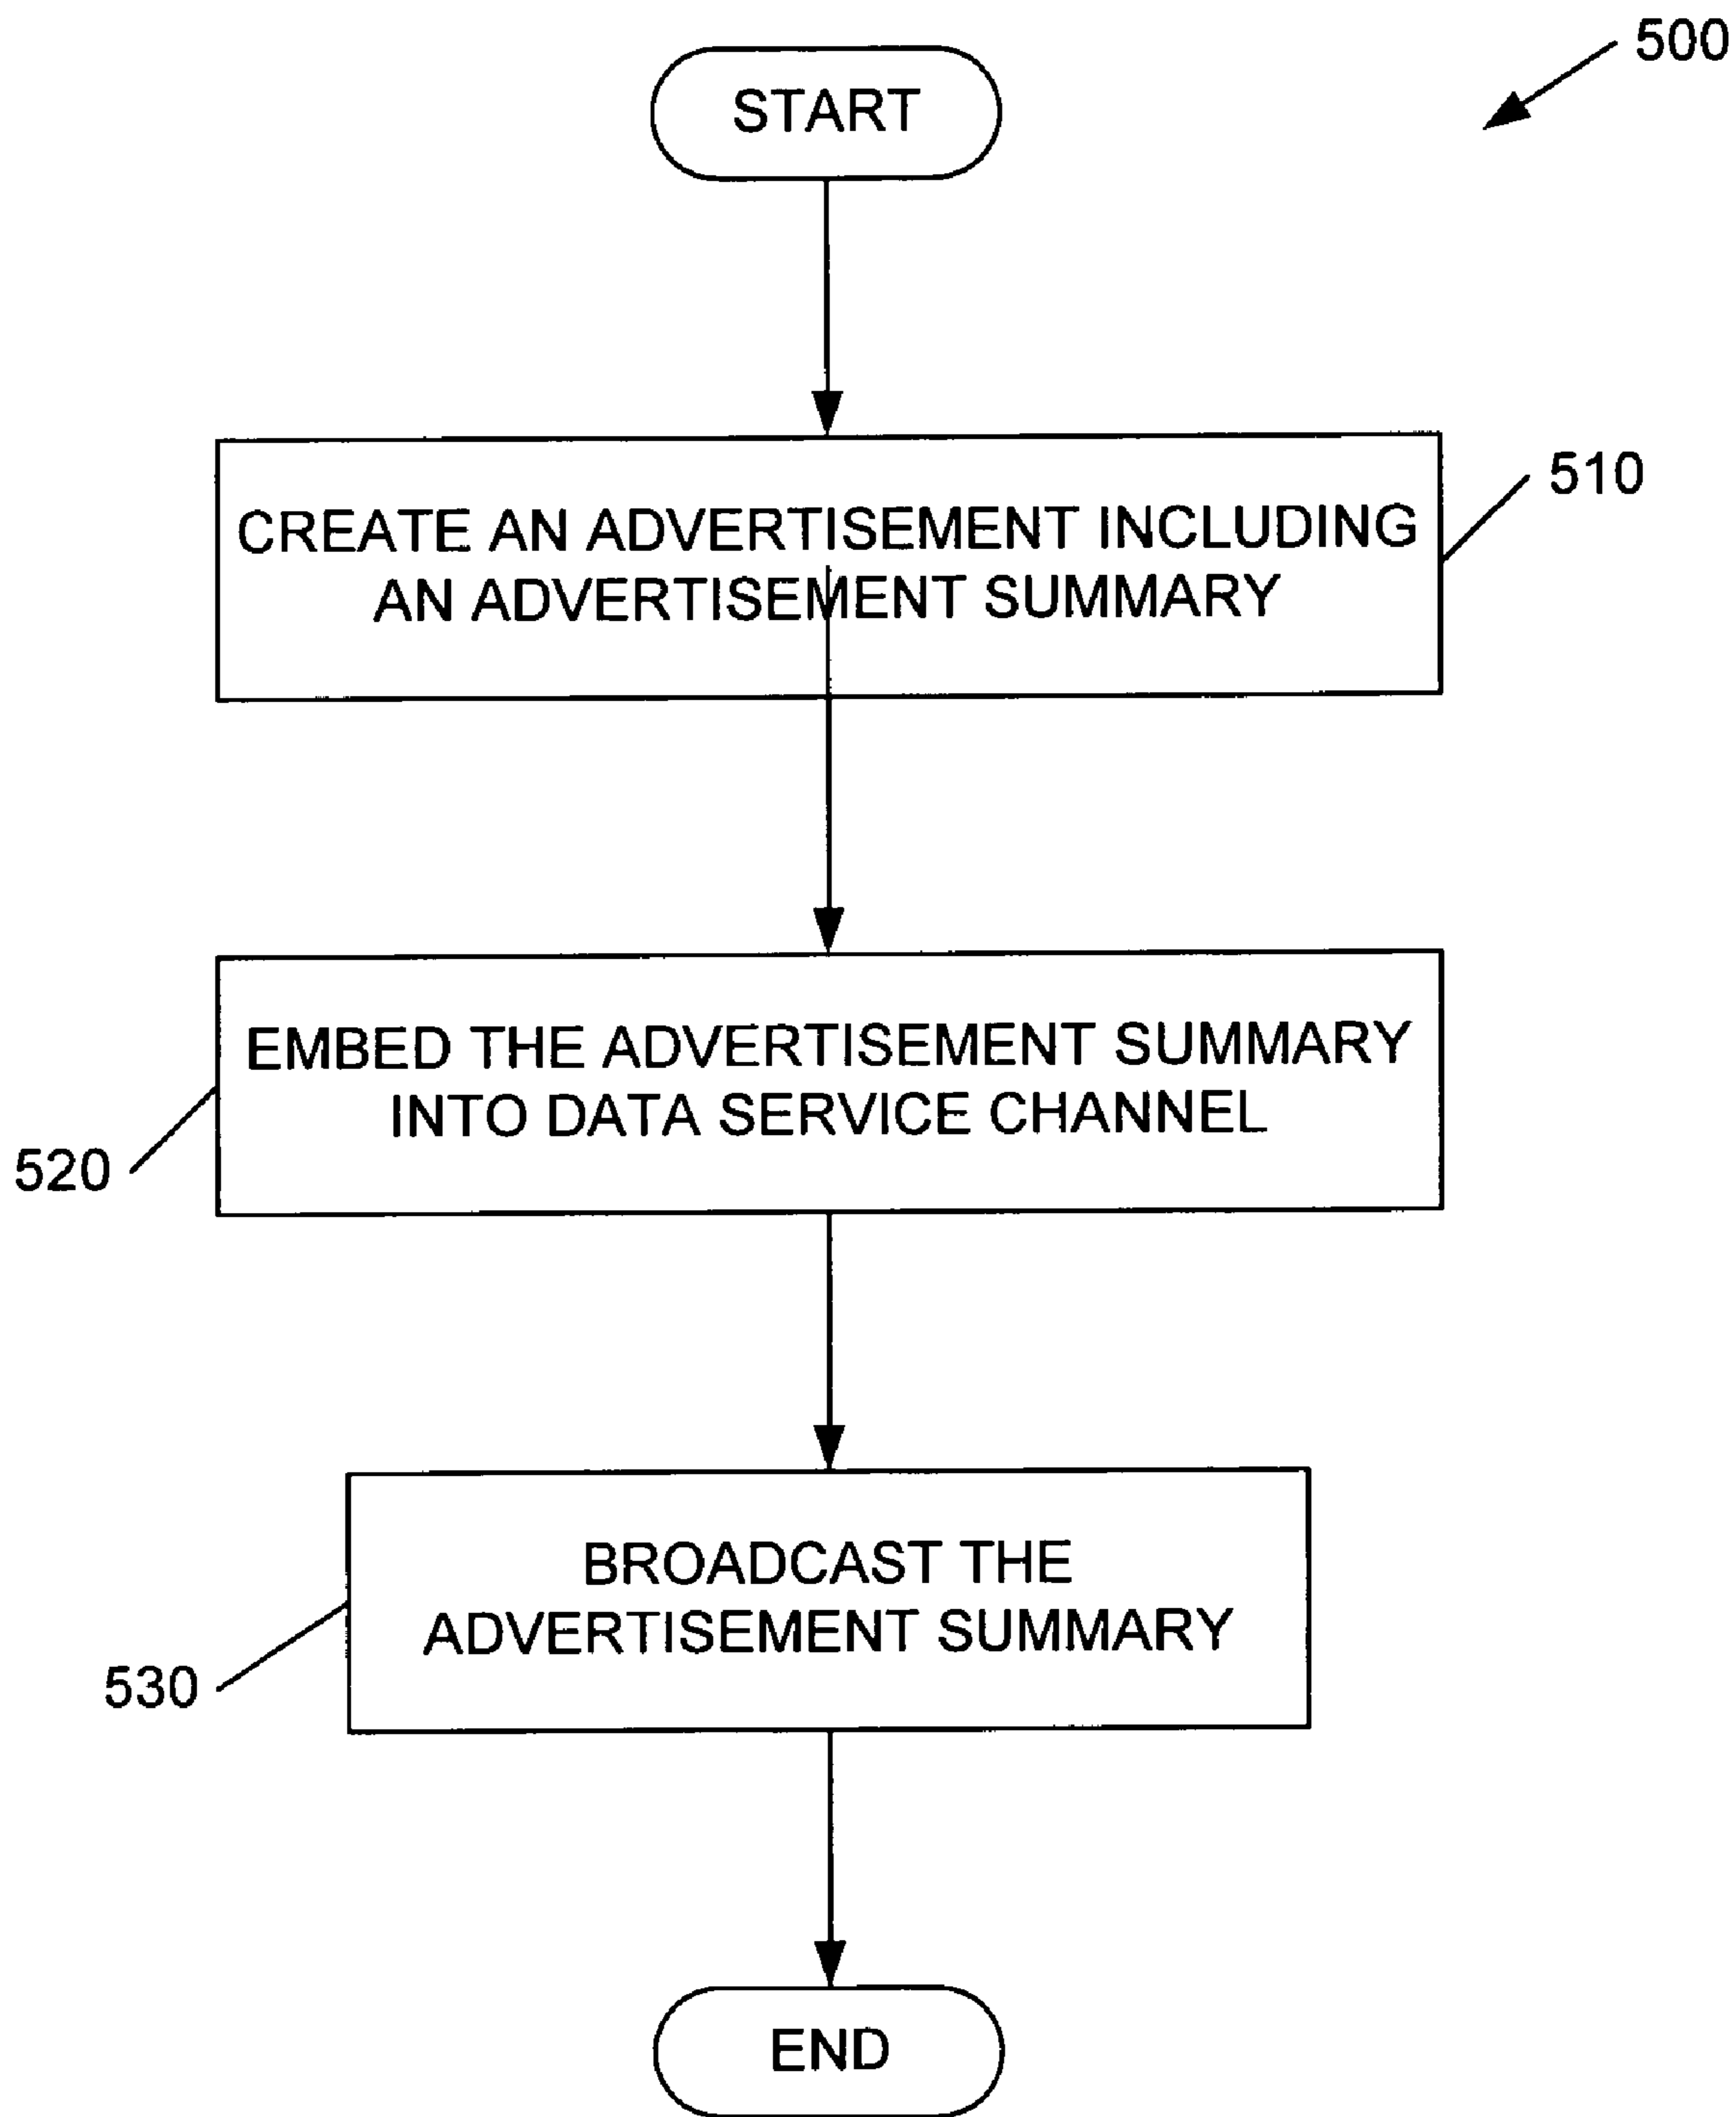 500
START
510
CREATE AN ADVERTISEMENT INCLUDING
AN ADVERTISEMENT SUMMARY
EMBED THE ADVERTISEMENT SUMMARY
INTO DATA SERVICE CHANNEL
520
BROADCAST THE
ADVERTISEMENT SUMMARY
530
END